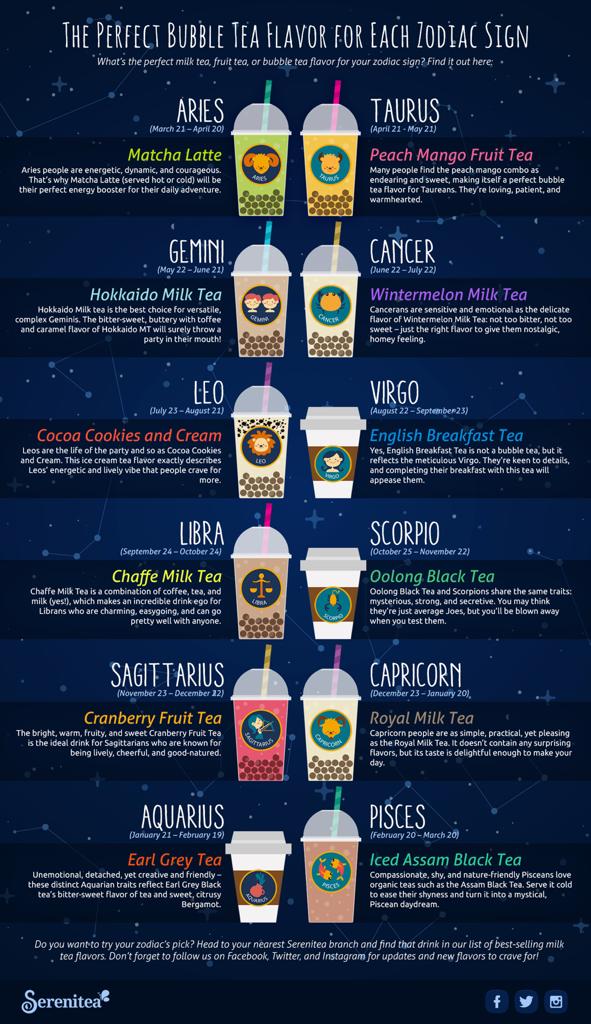 The Perfect Bubble Tea Flavor for Each Zodiac Sign
What's the perfect milk tea, fruit tea, or bubble tea flavor for your zodiac sign? Find it out here:
ARIES
(March 21 – April 20)
Matcha Latte
Aries people are energetic, dynamic, and courageous.
That's why Matcha Latte (served hot or cold) will be
their perfect energy booster for their daily adventure.
ARIES
TAURUS
(April 21 - May 21)
Peach Mango Fruit Tea
Many people find the peach mango combo as
endearing and sweet, making itself a perfect bubble
tea flavor for Taureans. They're loving, patient, and
warmhearted.
TAURUS
GEMINI
(May 22 – June 21)
Hokkaido Milk Tea
Hokkaido Milk tea is the best choice for versatile,
complex Geminis. The bitter-sweet, buttery with toffee
and caramel flavor of Hokkaido MT will surely throw a
party in their mouth!
GEMINI
CANCER
(June 22 – July 22)
Wintermelon Milk Tea
Cancerans are sensitive and emotional as the delicate
flavor of Wintermelon Milk Tea: not too bitter, not too
sweet – just the right flavor to give them nostalgic,
homey feeling.
CANCER
LEO
(July 23 – August 21)
Cocoa Cookies and Cream
Leos are the life of the party and so as Cocoa Cookies
and Cream. This ice cream tea flavor exactly describes
Leos' energetic and lively vibe that people crave for
more.
LEO
VIRGO
(August 22 – September 23)
English Breakfast Tea
Yes, English Breakfast Tea is not a bubble tea, but it
reflects the meticulous Virgo. They're keen to details,
and completing their breakfast with this tea will
appease them.
VIRGO
LIBRA
(September 24 – October 24)
Chaffe Milk Tea
Chaffe Milk Tea is a combination of coffee, tea, and
milk (yes!), which makes an incredible drink-ego for
Librans who are charming, easygoing, and can go
pretty well with anyone.
LIBRA
SCORPIO
(October 25 – November 22)
Oolong Black Tea
Oolong Black Tea and Scorpions share the same traits:
mysterious, strong, and secretive. You may think
they're just average Joes, but you'll be blown away
when you test them.
SCORPIO
SAGITTARIUS
(November 23 – December 22)
Cranberry Fruit Tea
The bright, warm, fruity, and sweet Cranberry Fruit Tea
is the ideal drink for Sagittarians who are known for
being lively, cheerful, and good-natured.
SAGITTARIUS
CAPRICORN
(December 23 – January 20)
Royal Milk Tea
Capricorn people are as simple, practical, yet pleasing
as the Royal Milk Tea. It doesn't contain any surprising
flavors, but its taste is delightful enough to make your
day.
CAPRICORN
AQUARIUS
(January 21 – February 19)
Earl Grey Tea
Unemotional, detached, yet creative and friendly –
these distinct Aquarian traits reflect Earl Grey Black
tea's bitter-sweet flavor of tea and sweet, citrusy
Bergamot.
AQUARIUS
PISCES
(February 20 – March 20)
Iced Assam Black Tea
Compassionate, shy, and nature-friendly Pisceans love
organic teas such as the Assam Black Tea. Serve it cold
to ease their shyness and turn it into a mystical,
Piscean daydream.
PISCES
Do you want to try your zodiac's pick? Head to your nearest Serenitea branch and find that drink in our list of best-selling milk
tea flavors. Don't forget to follow us on Facebook, Twitter, and Instagram for updates and new flavors to crave for!
Serenitea